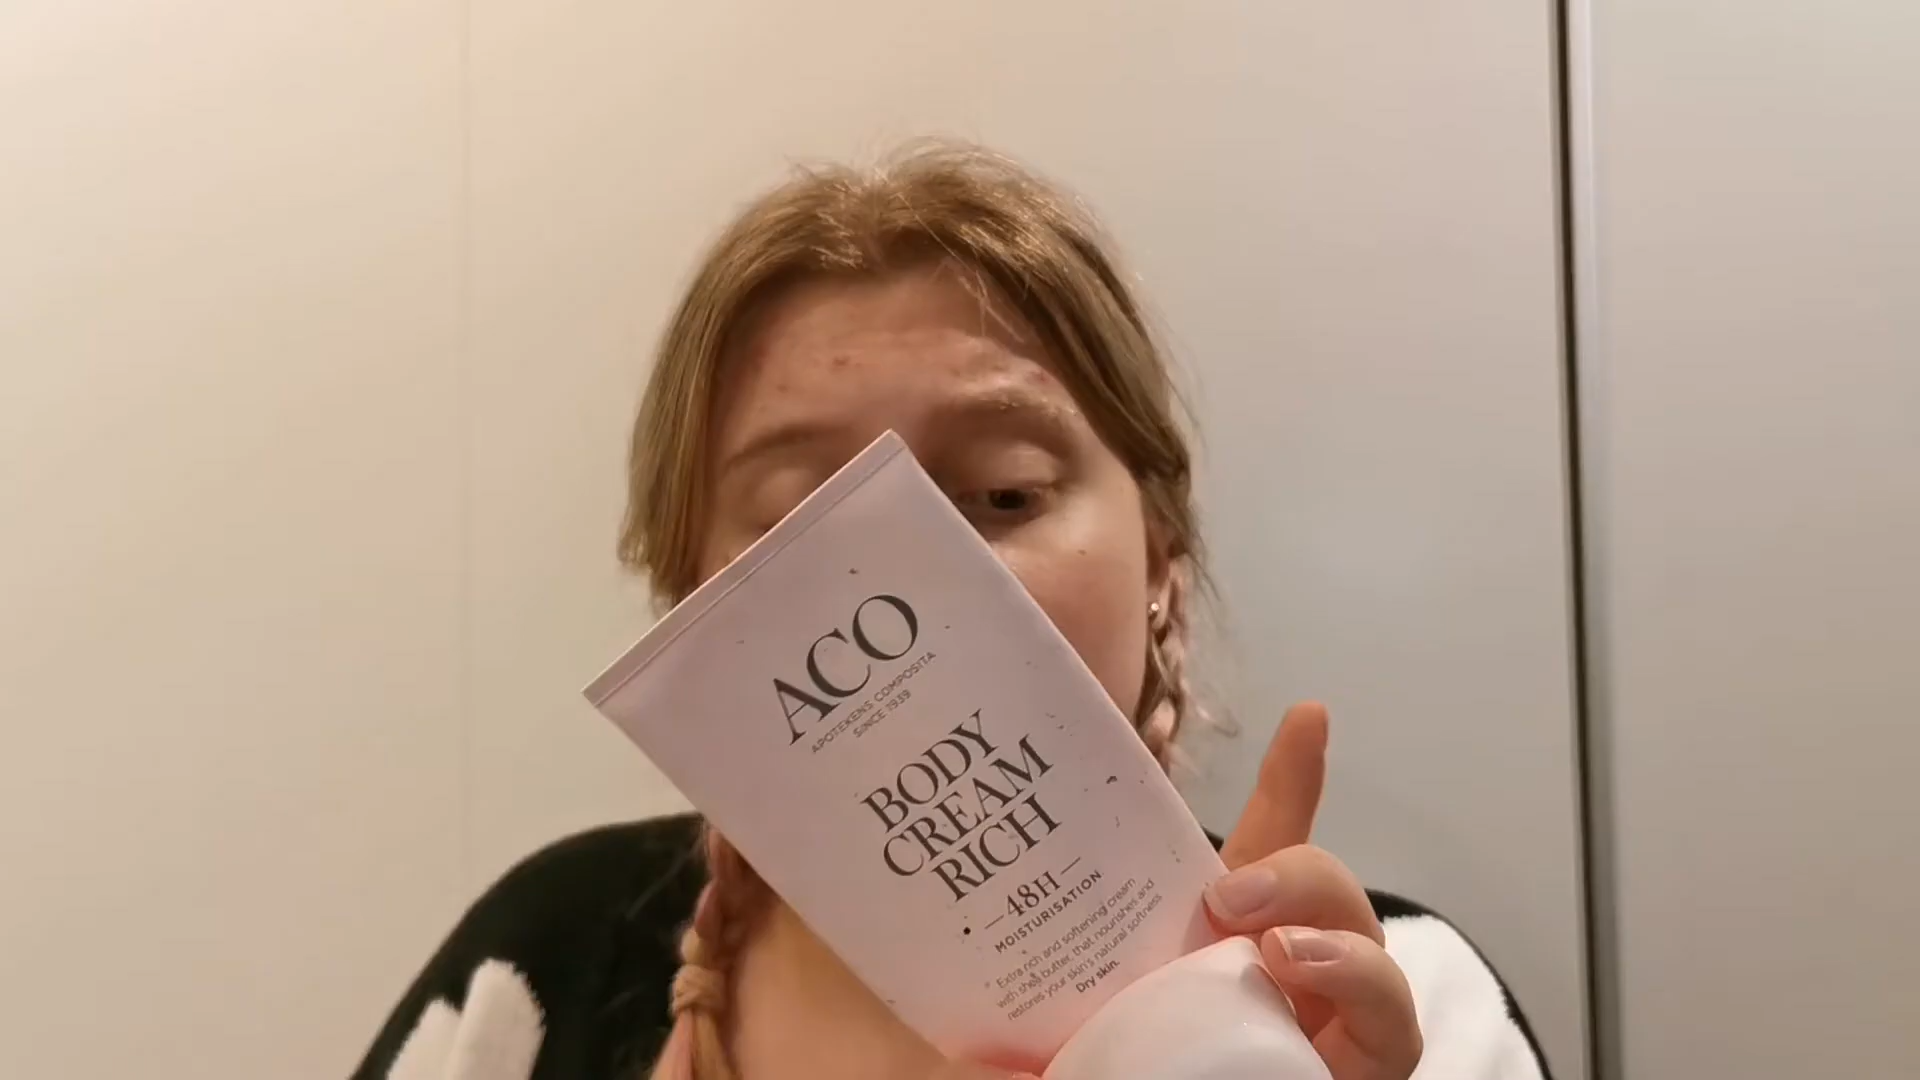 ACO
APOTEKENS COMPOSITA
SINCE 1939
BODY
CREAM
RICH
48H
MOISTURISATION
Extra rich and softening cream
with shea butter, that nourishes and
restores your skin's natural softness
Dry skin.